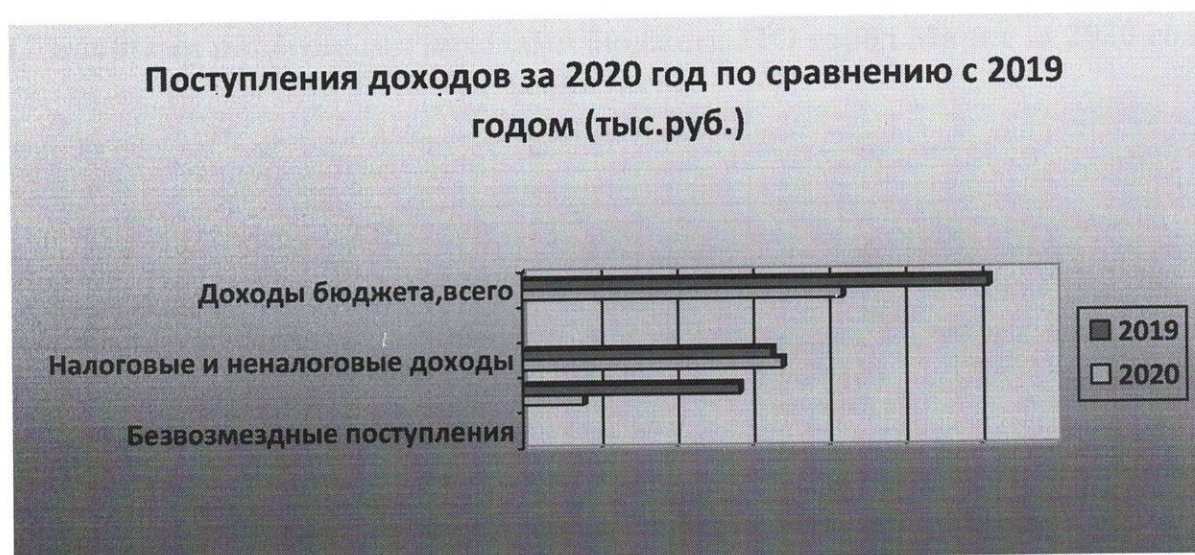 Поступления доходов за 2020 год по сравнению с 2019
годом (тыс.руб.)
Доходы бюджета,всего
Налоговые и неналоговые доходы
Безвозмездные поступления
2019
2020